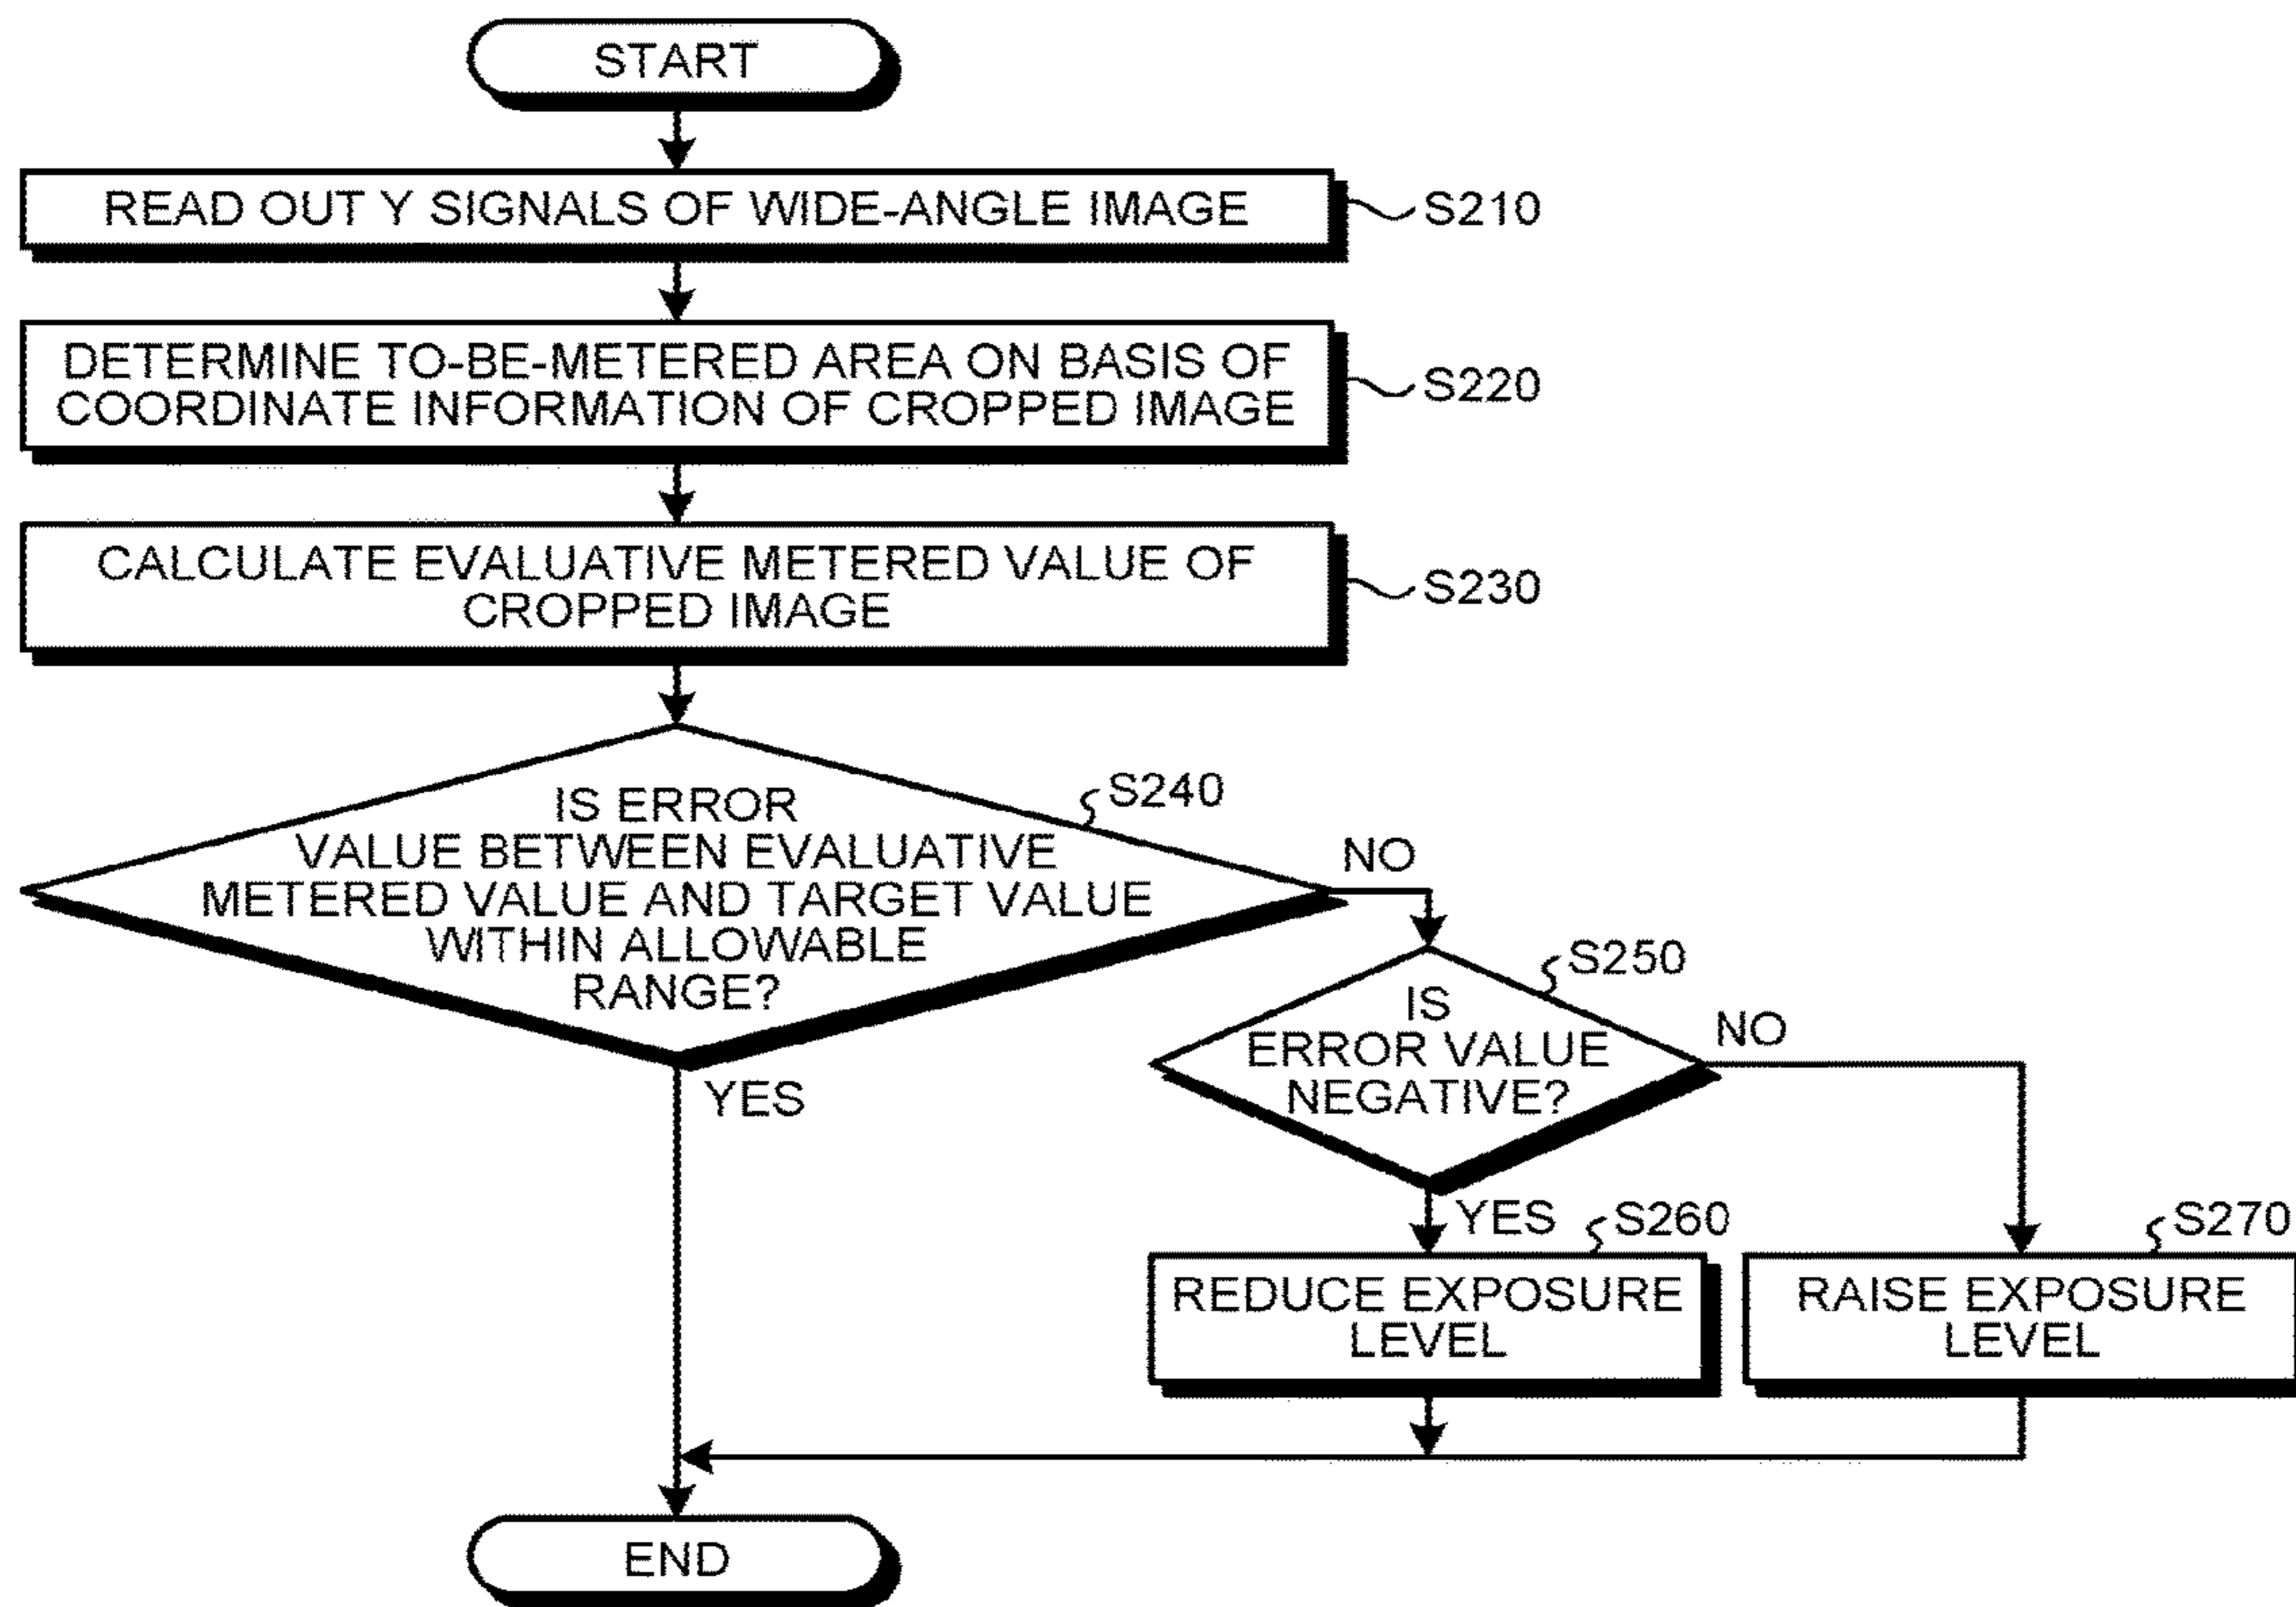 START
READ OUT Y SIGNALS OF WIDE-ANGLE IMAGE
S210
DETERMINE TO-BE-METERED AREA ON BASIS OF
COORDINATE INFORMATION OF CROPPED IMAGE
S220
CALCULATE EVALUATIVE METERED VALUE OF
CROPPED IMAGE
S230
IS ERROR
VALUE BETWEEN EVALUATIVE
METERED VALUE AND TARGET VALUE
WITHIN ALLOWABLE
RANGE?
S240
NO
YES
IS
ERROR VALUE
NEGATIVE?
S250
NO
YES
S260
REDUCE EXPOSURE
LEVEL
S270
RAISE EXPOSURE
LEVEL
END